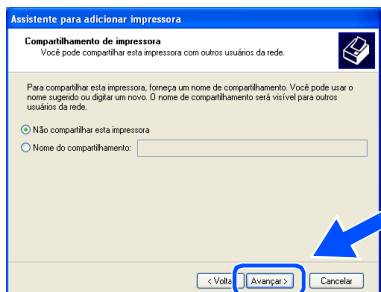 Assistente para adicionar impressora
Compartilhamento de impressora
Você pode compartilhar esta impressora com outros usuários da rede.
Para compartilhar esta impressora, forneça um nome de compartilhamento. Você pode usar o
nome sugerido ou digitar um novo. O nome de compartilhamento será visível para outros
usuários da rede.
Não compartilhar esta impressora
Nome do compartilhamento:
< Volta Avançar > Cancelar